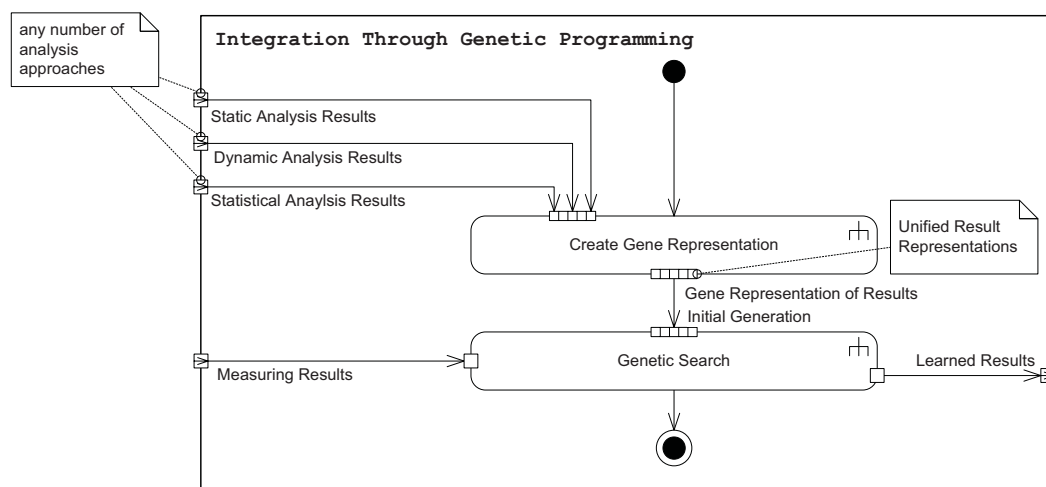 any number of
analysis
approaches
Integration Through Genetic Programming
Static Analysis Results
Dynamic Analysis Results
Statistical Anaylsis Results
Create Gene Representation
Unified Result
Representations
Gene Representation of Results
Initial Generation
Genetic Search
Measuring Results
Learned Results